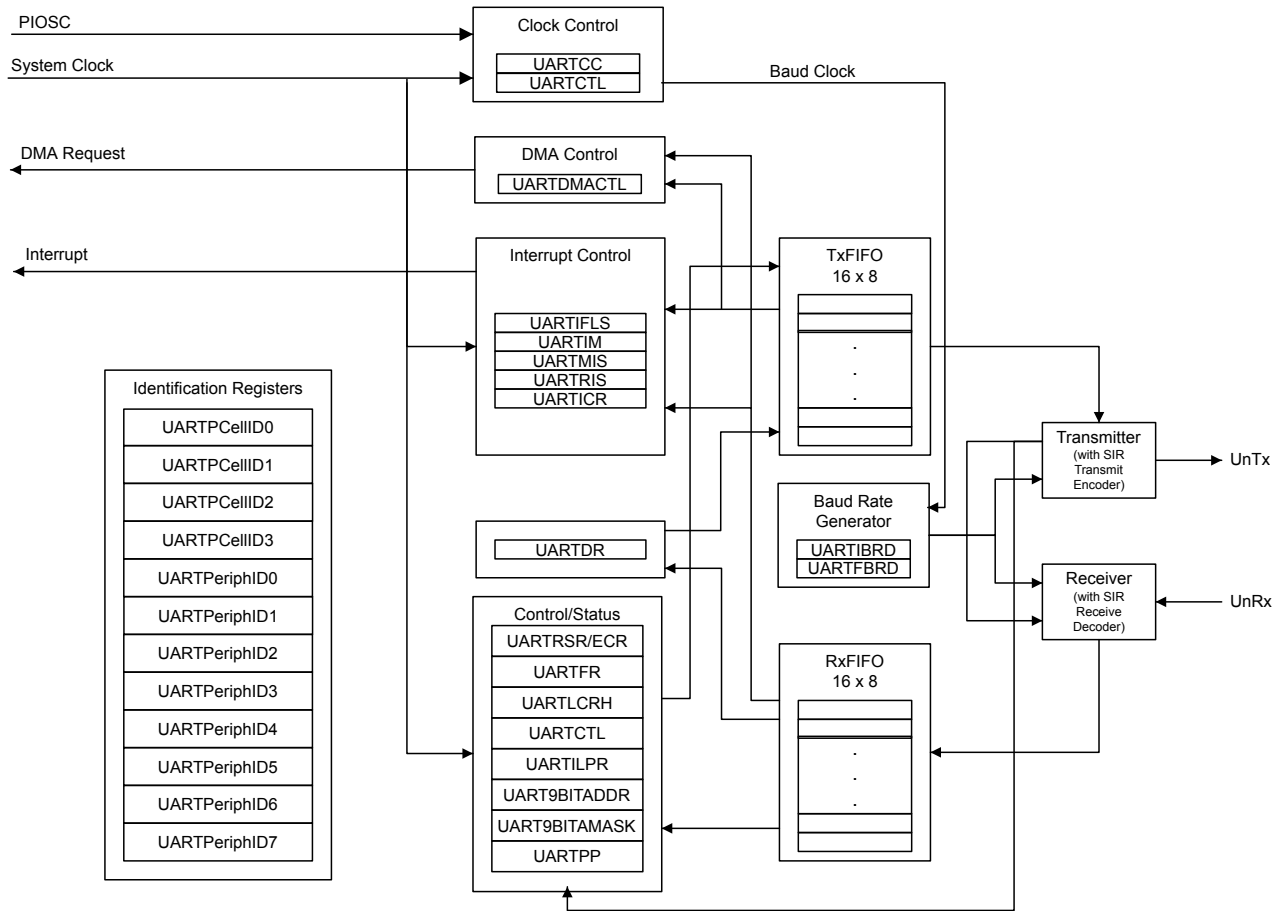 PIOSC
System Clock
Clock Control
UARTCC
UARTCTL
Baud Clock
DMA Request
DMA Control
UARTDMACTL
Interrupt
Interrupt Control
UARTIFLS
UARTIM
UARTMIS
UARTRIS
UARTICR
TxFIFO
16 x 8
.
.
.
Identification Registers
UARTPCellID0
UARTPCellID1
UARTPCellID2
UARTPCellID3
UARTPeriphID0
UARTPeriphID1
UARTPeriphID2
UARTPeriphID3
UARTPeriphID4
UARTPeriphID5
UARTPeriphID6
UARTPeriphID7
Transmitter
(with SIR
Transmit
Encoder)
UnTx
Baud Rate
Generator
UARTIBRD
UARTFBRD
UARTDR
Receiver
(with SIR
Receive
Decoder)
UnRx
Control/Status
UARTRSR/ECR
UARTFR
UARTLCRH
UARTCTL
UARTILPR
UART9BITADDR
UART9BITAMASK
UARTPP
RxFIFO
16 x 8
.
.
.